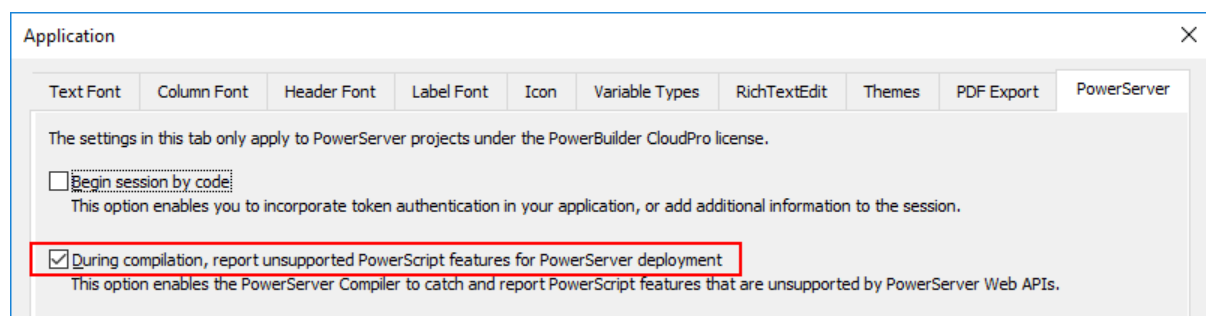 Application
Text Font Column Font Header Font Label Font Icon Variable Types RichTextEdit Themes PDF Export PowerServer
The settings in this tab only apply to PowerServer projects under the PowerBuilder CloudPro license.
Begin session by code
This option enables you to incorporate token authentication in your application, or add additional information to the session.
During compilation, report unsupported PowerScript features for PowerServer deployment
This option enables the PowerServer Compiler to catch and report PowerScript features that are unsupported by PowerServer Web APIs.